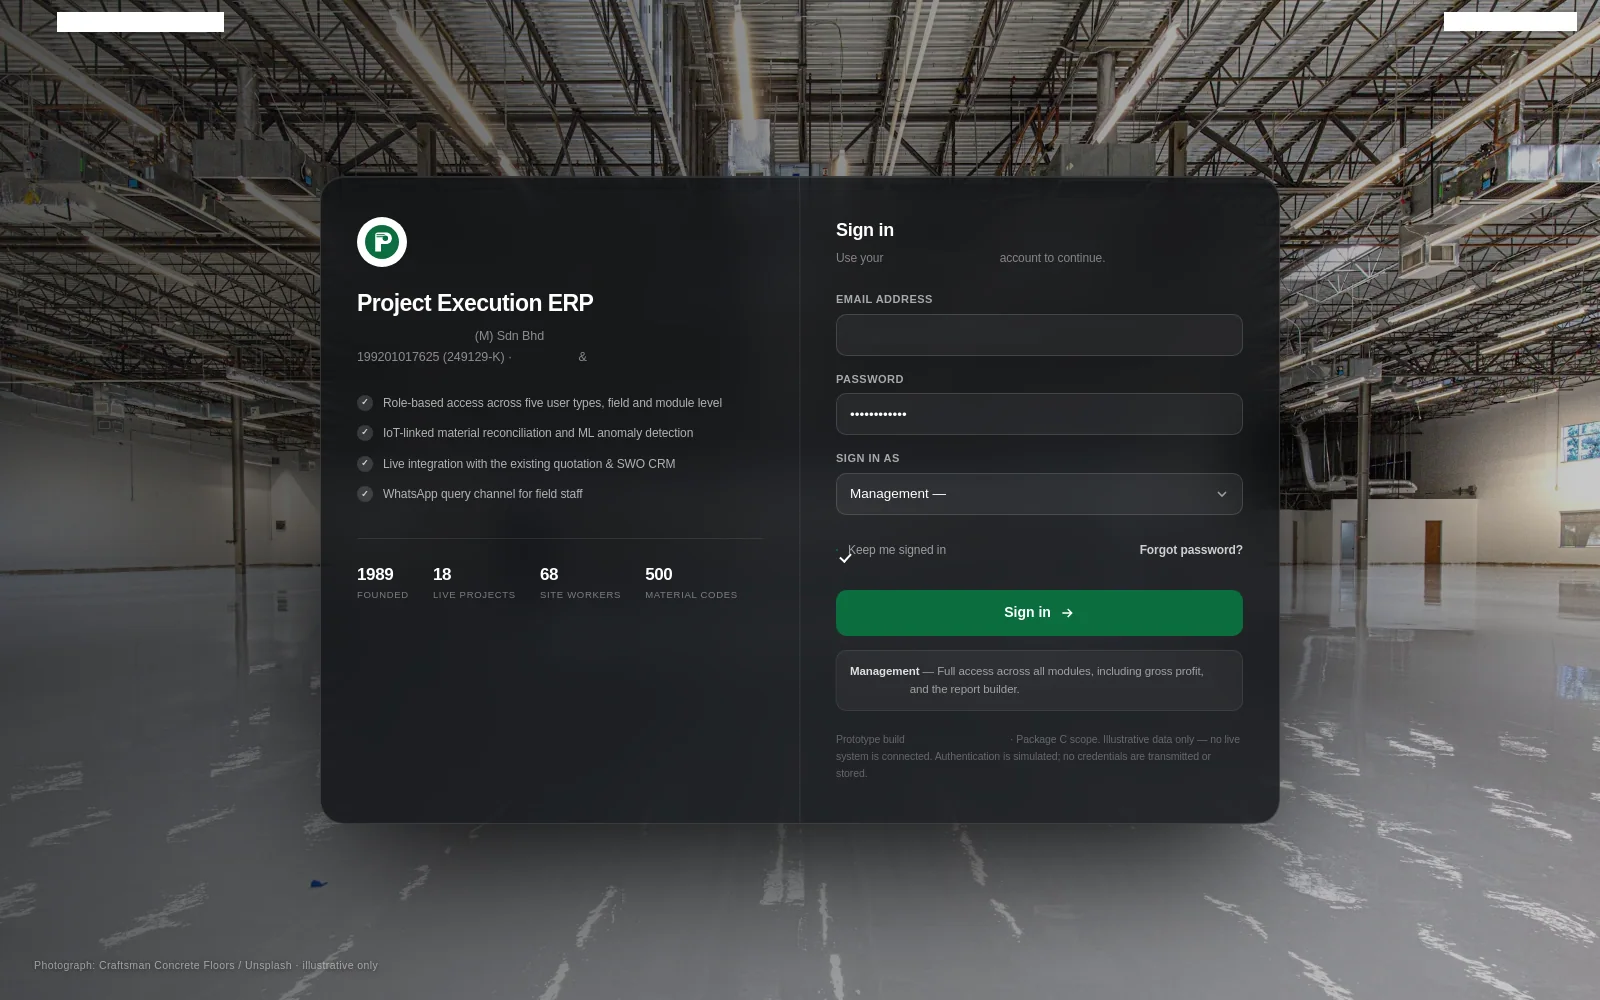 Project Execution ERP
(M) Sdn Bhd
199201017625 (249129-K) · &
Role-based access across five user types, field and module level
IoT-linked material reconciliation and ML anomaly detection
Live integration with the existing quotation & SWO CRM
WhatsApp query channel for field staff
1989 18 68 500
FOUNDED LIVE PROJECTS SITE WORKERS MATERIAL CODES
Sign in
Use your account to continue.
EMAIL ADDRESS
PASSWORD
••••••••••••
SIGN IN AS
Management —
Keep me signed in Forgot password?
Sign in →
Management — Full access across all modules, including gross profit,
and the report builder.
Prototype build · Package C scope. Illustrative data only — no live
system is connected. Authentication is simulated; no credentials are transmitted or
stored.
Photograph: Craftsman Concrete Floors / Unsplash · illustrative only